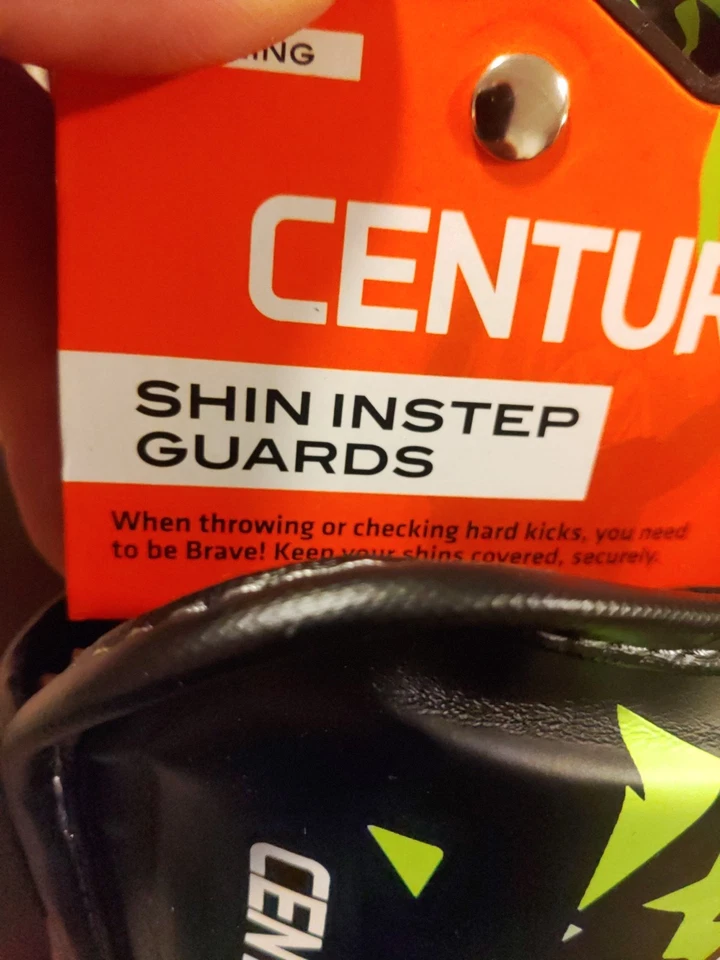 CENTUR
SHIN INSTEP
GUARDS
When throwing or checking hard kicks, you need
to be Brave! Keep your shins covered, securely.
CEN